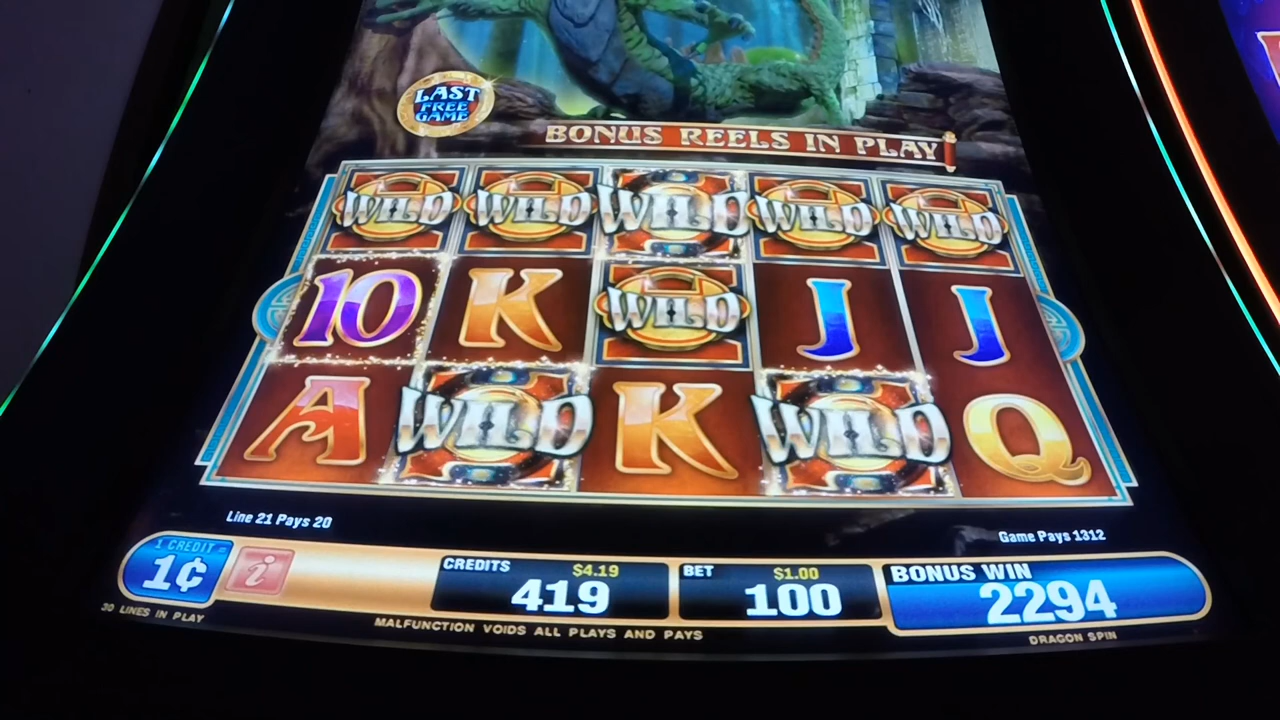 LAST
FREE
GAME
BONUS REELS IN PLAY
WILD WILD WILD WILD WILD
10 K WILD J J
A WILD K WILD Q
Line 21 Pays 20
Game Pays 1312
1 CREDIT =
1¢
i
CREDITS $4.19
419
BET $1.00
100
BONUS WIN
2294
30 LINES IN PLAY
MALFUNCTION VOIDS ALL PLAYS AND PAYS
DRAGON SPIN